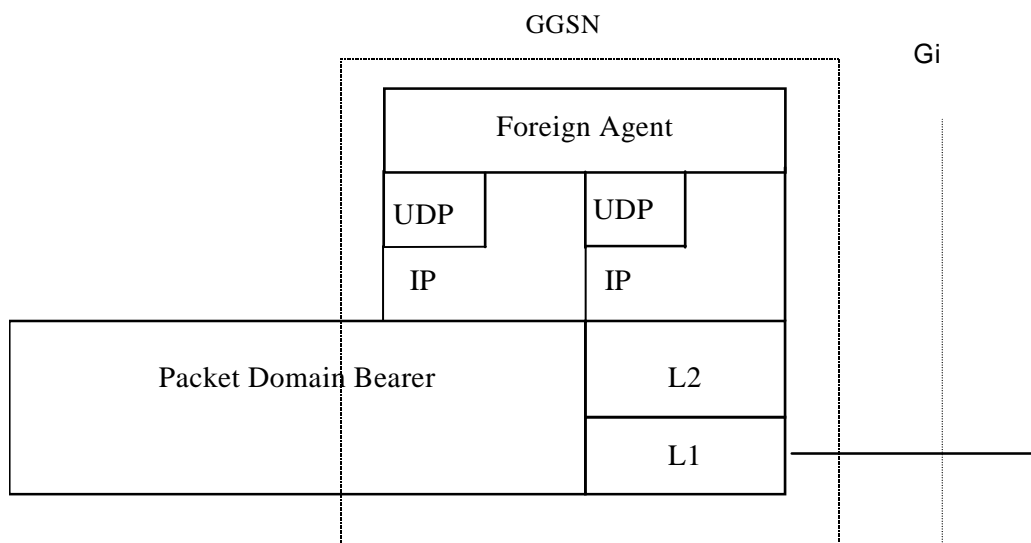 GGSN
Gi
Foreign Agent
UDP
UDP
IP
IP
Packet Domain Bearer
L2
L1